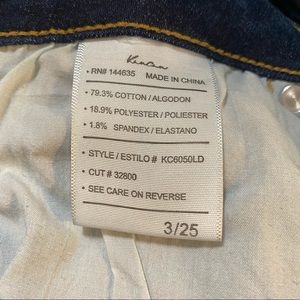 KanCan
• RN# 144635 MADE IN CHINA
• 79.3% COTTON / ALGODON
• 18.9% POLYESTER / POLIESTER
• 1.8% SPANDEX / ELASTANO
• STYLE / ESTILO # KC6050LD
• CUT # 32800
• SEE CARE ON REVERSE
3/25